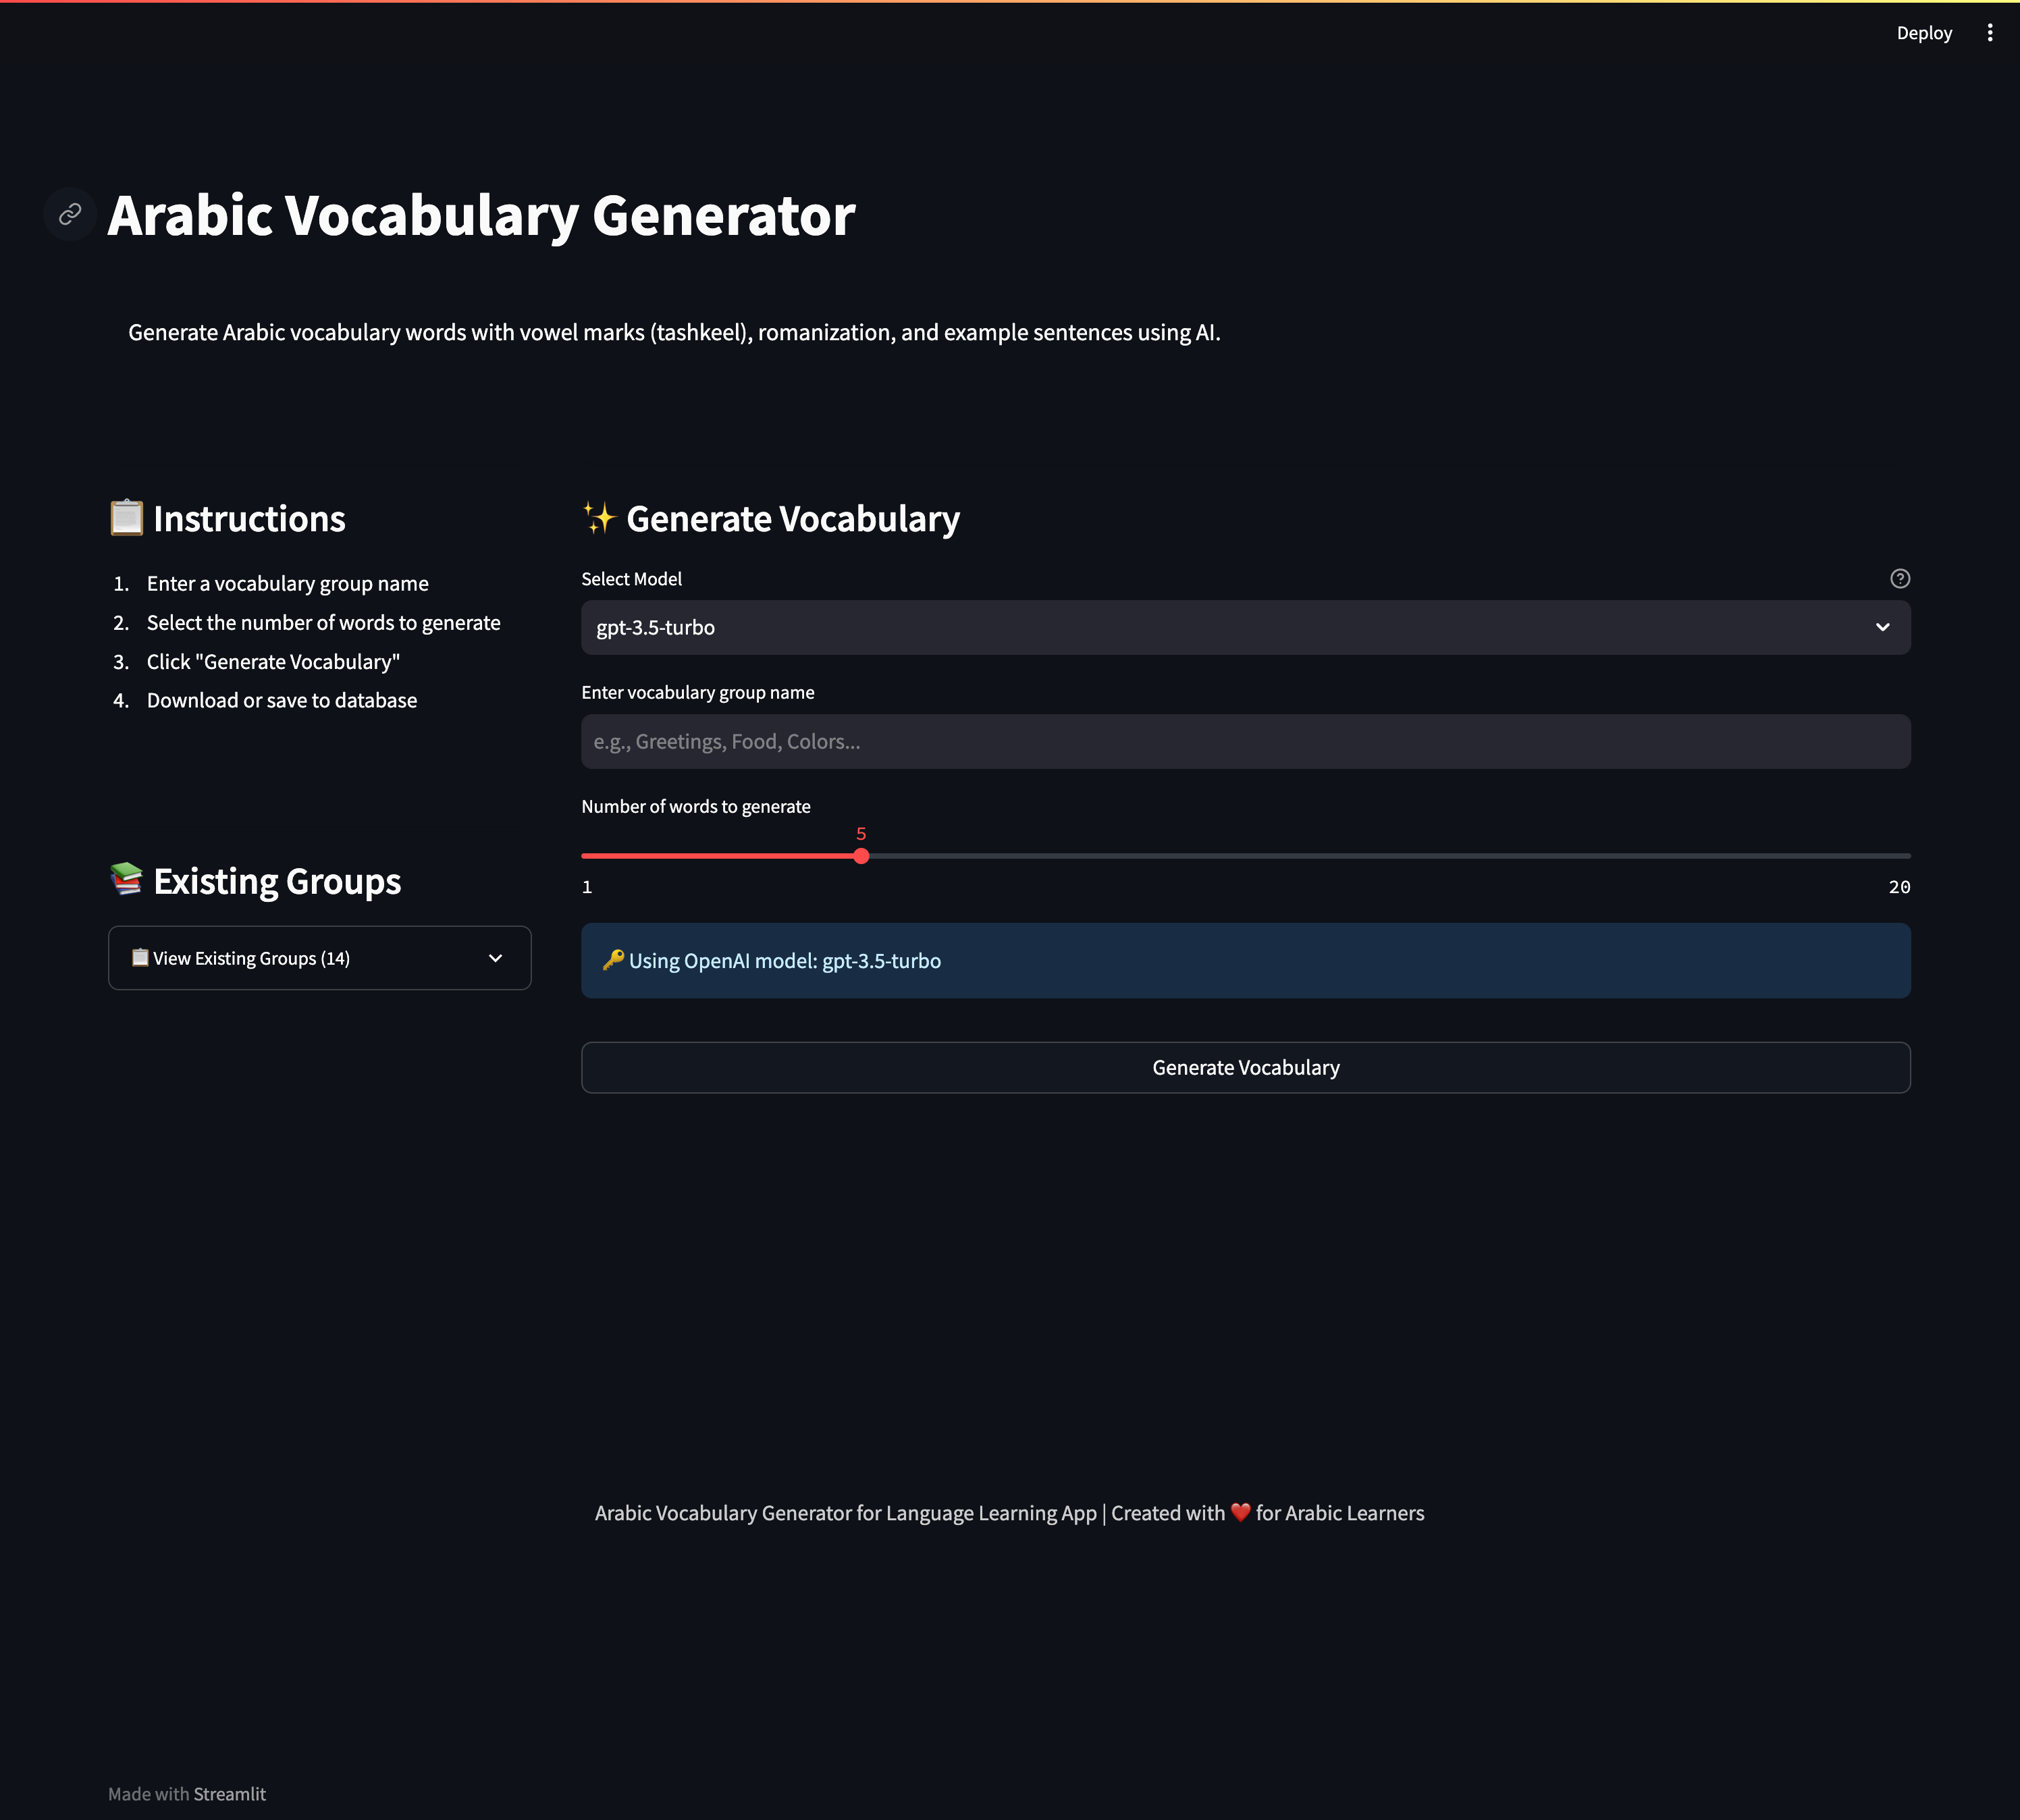 Deploy
Arabic Vocabulary Generator
Generate Arabic vocabulary words with vowel marks (tashkeel), romanization, and example sentences using AI.
📋 Instructions
1. Enter a vocabulary group name
2. Select the number of words to generate
3. Click "Generate Vocabulary"
4. Download or save to database
📚 Existing Groups
📋 View Existing Groups (14)
✨ Generate Vocabulary
Select Model
gpt-3.5-turbo
Enter vocabulary group name
e.g., Greetings, Food, Colors...
Number of words to generate
5
1 20
🔑 Using OpenAI model: gpt-3.5-turbo
Generate Vocabulary
Arabic Vocabulary Generator for Language Learning App | Created with ❤️ for Arabic Learners
Made with Streamlit